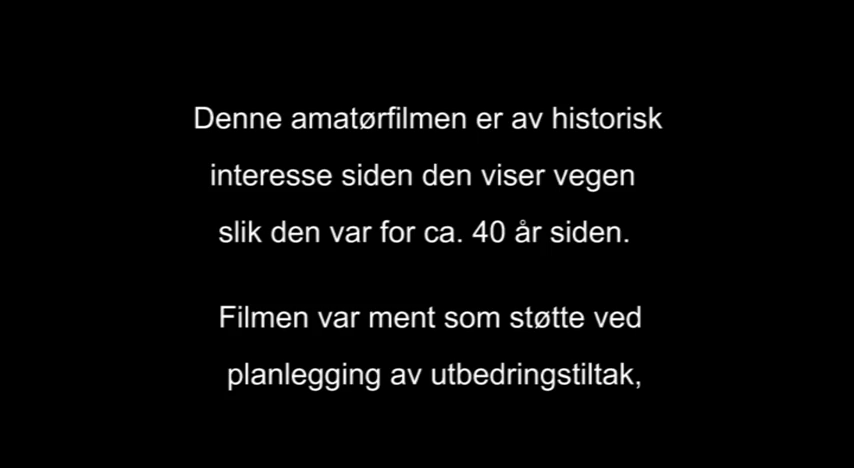 Denne amatørfilmen er av historisk
interesse siden den viser vegen
slik den var for ca. 40 år siden.
Filmen var ment som støtte ved
planlegging av utbedringstiltak,